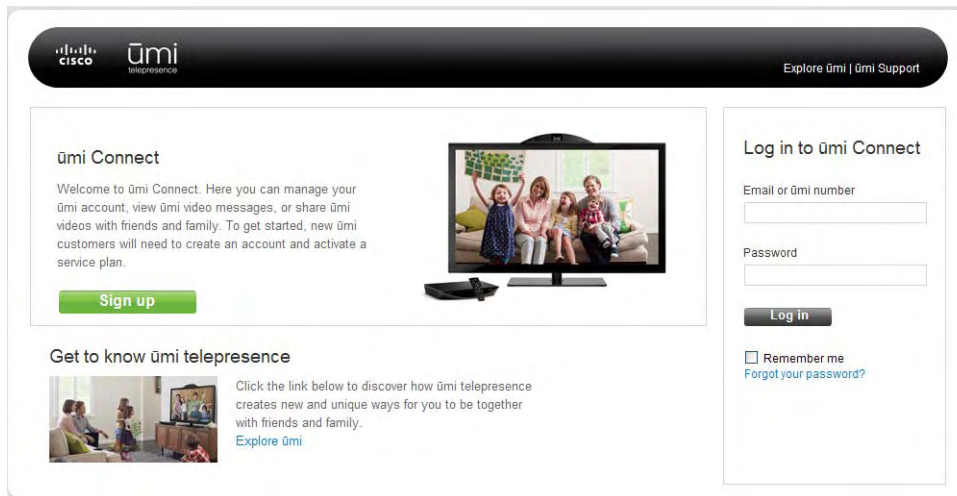 cisco
ūmi
telepresence
Explore ūmi | ūmi Support
ūmi Connect
Welcome to ūmi Connect. Here you can manage your
ūmi account, view ūmi video messages, or share ūmi
videos with friends and family. To get started, new ūmi
customers will need to create an account and activate a
service plan.
Sign up
Get to know ūmi telepresence
Click the link below to discover how ūmi telepresence
creates new and unique ways for you to be together
with friends and family.
Explore ūmi
Log in to ūmi Connect
Email or ūmi number
Password
Log in
Remember me
Forgot your password?